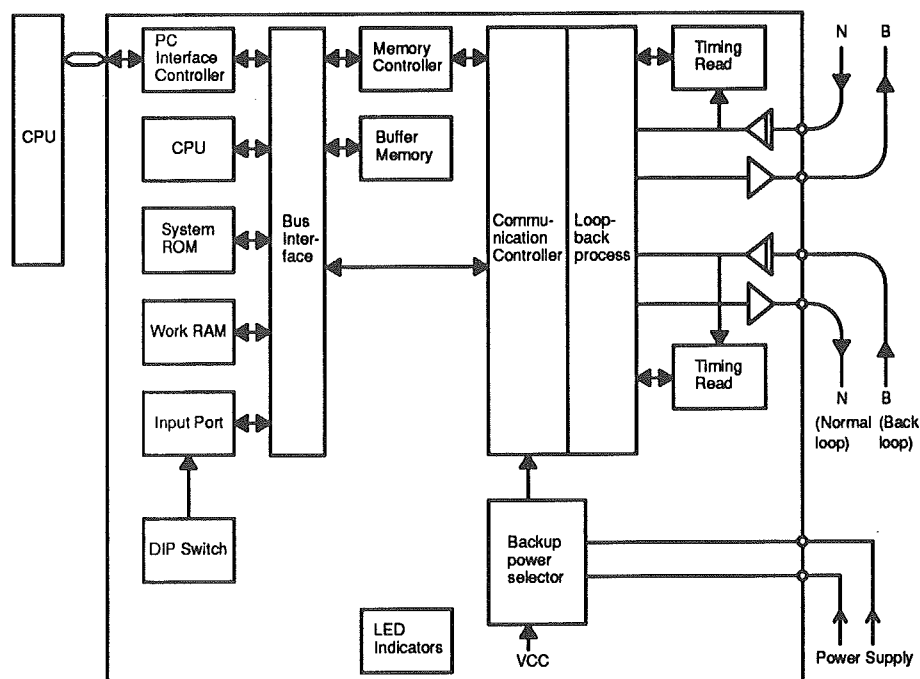 CPU
PC
Interface
Controller
CPU
System
ROM
Work RAM
Input Port
DIP Switch
Bus
inter-
face
Memory
Controller
Buffer
Memory
LED
Indicators
Commu-
nication
Controller
Loop-
back
process
Timing
Read
Timing
Read
Backup
power
selector
VCC
N
B
N
B
(Normal
loop)
(Back
loop)
Power Supply